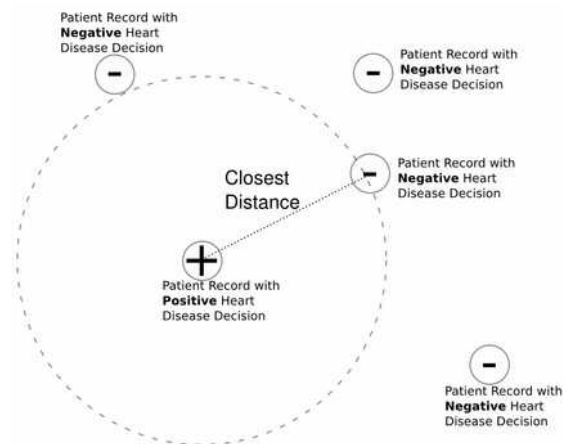 Patient Record with
Negative Heart
Disease Decision
-
Patient Record with
Negative Heart
Disease Decision
-
Patient Record with
Negative Heart
Disease Decision
-
Closest
Distance
+
Patient Record with
Positive Heart
Disease Decision
-
Patient Record with
Negative Heart
Disease Decision